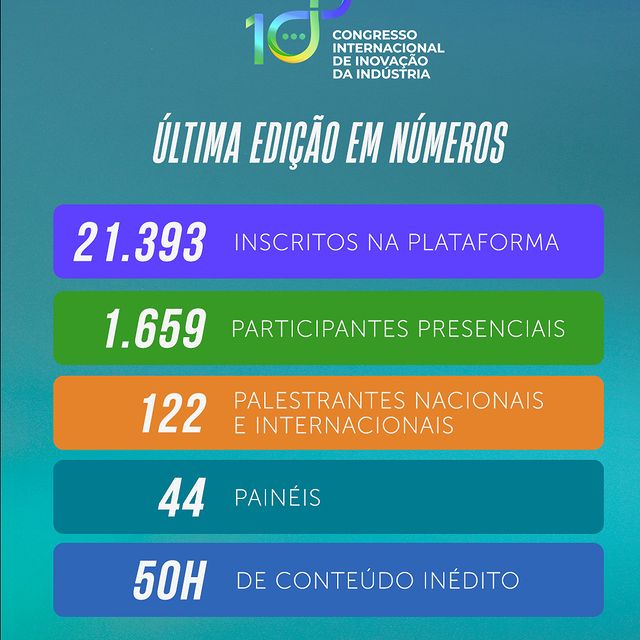 10 CONGRESSO
INTERNACIONAL
DE INOVAÇÃO
DA INDÚSTRIA
ÚLTIMA EDIÇÃO EM NÚMEROS
21.393 INSCRITOS NA PLATAFORMA
1.659 PARTICIPANTES PRESENCIAIS
122 PALESTRANTES NACIONAIS
E INTERNACIONAIS
44 PAINÉIS
50H DE CONTEÚDO INÉDITO